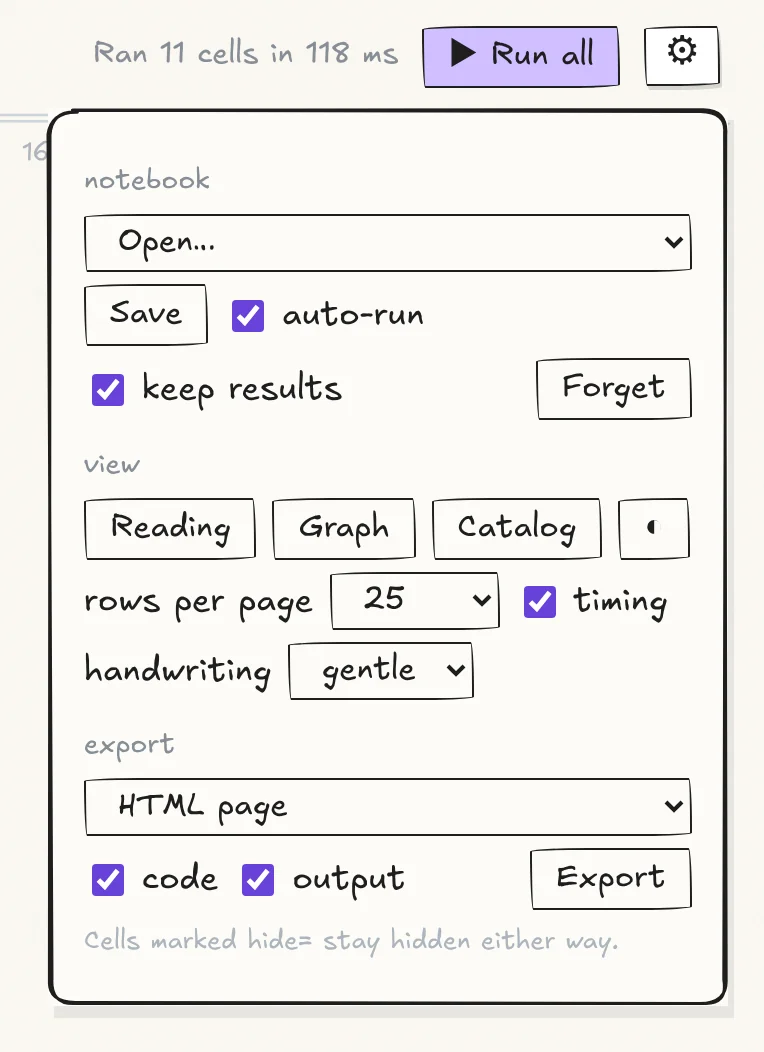 Ran 11 cells in 118 ms ▶ Run all
16
notebook
Open...
Save auto-run
keep results Forget
view
Reading Graph Catalog
rows per page 25 timing
handwriting gentle
export
HTML page
code output Export
Cells marked hide= stay hidden either way.